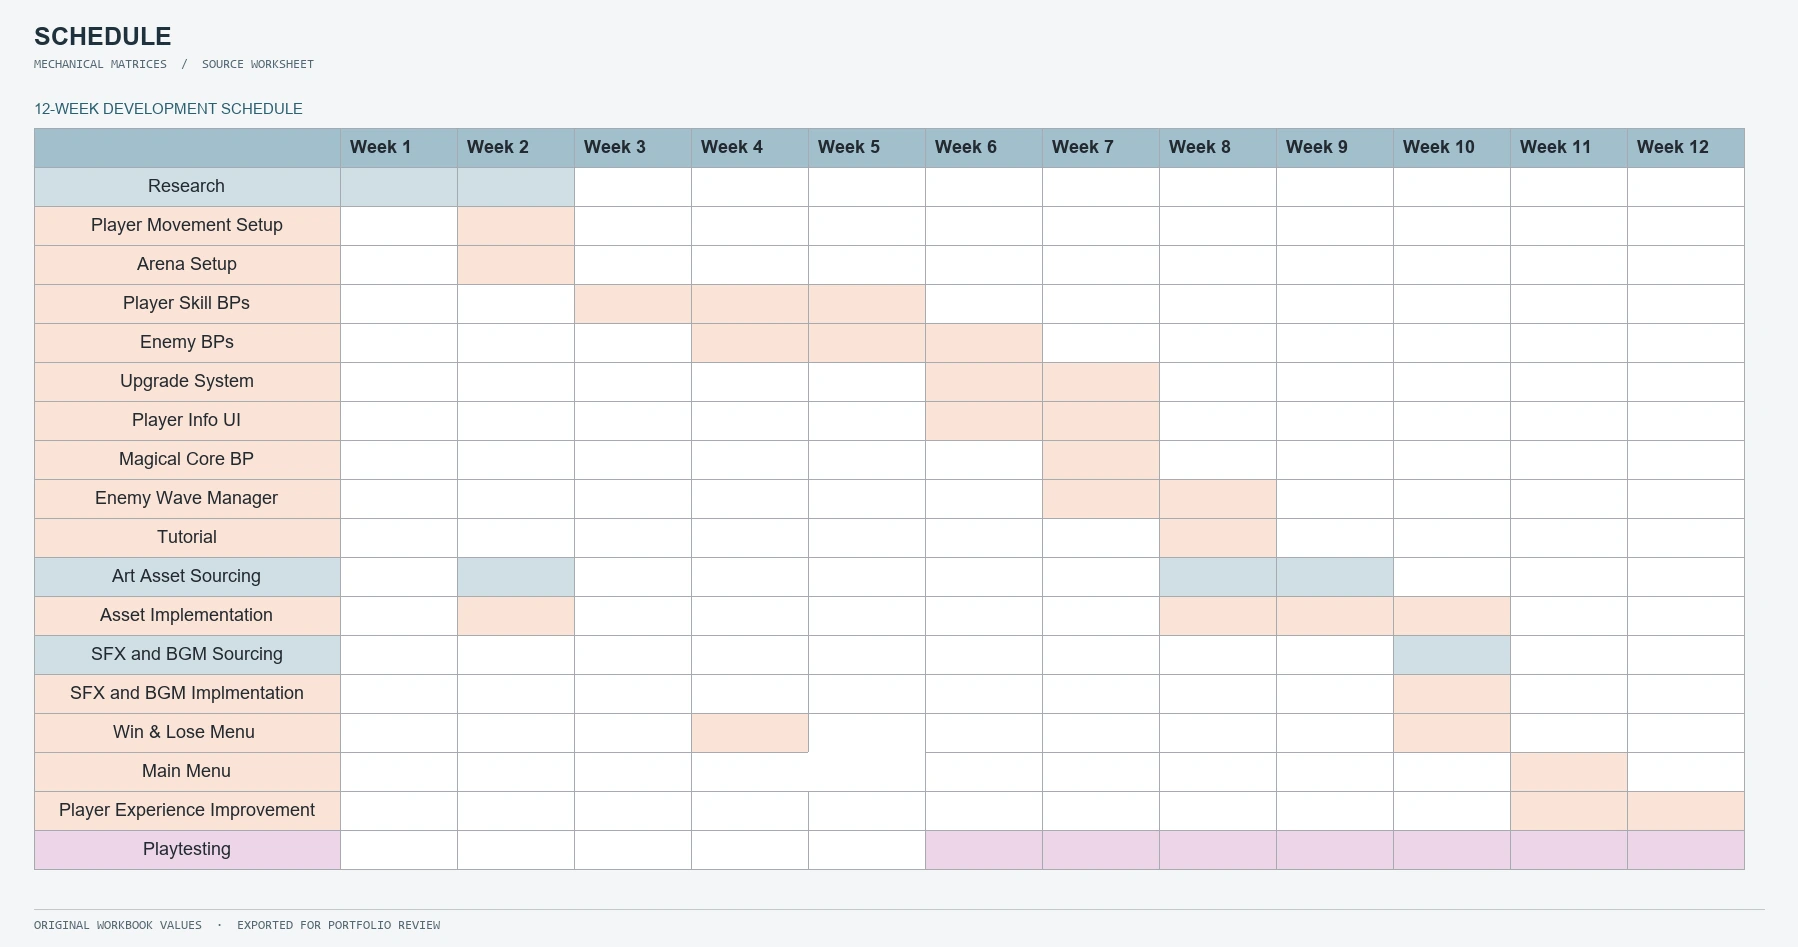 SCHEDULE
MECHANICAL MATRICES / SOURCE WORKSHEET
12-WEEK DEVELOPMENT SCHEDULE
Week 1 Week 2 Week 3 Week 4 Week 5 Week 6 Week 7 Week 8 Week 9 Week 10 Week 11 Week 12
Research
Player Movement Setup
Arena Setup
Player Skill BPs
Enemy BPs
Upgrade System
Player Info UI
Magical Core BP
Enemy Wave Manager
Tutorial
Art Asset Sourcing
Asset Implementation
SFX and BGM Sourcing
SFX and BGM Implmentation
Win & Lose Menu
Main Menu
Player Experience Improvement
Playtesting
ORIGINAL WORKBOOK VALUES · EXPORTED FOR PORTFOLIO REVIEW